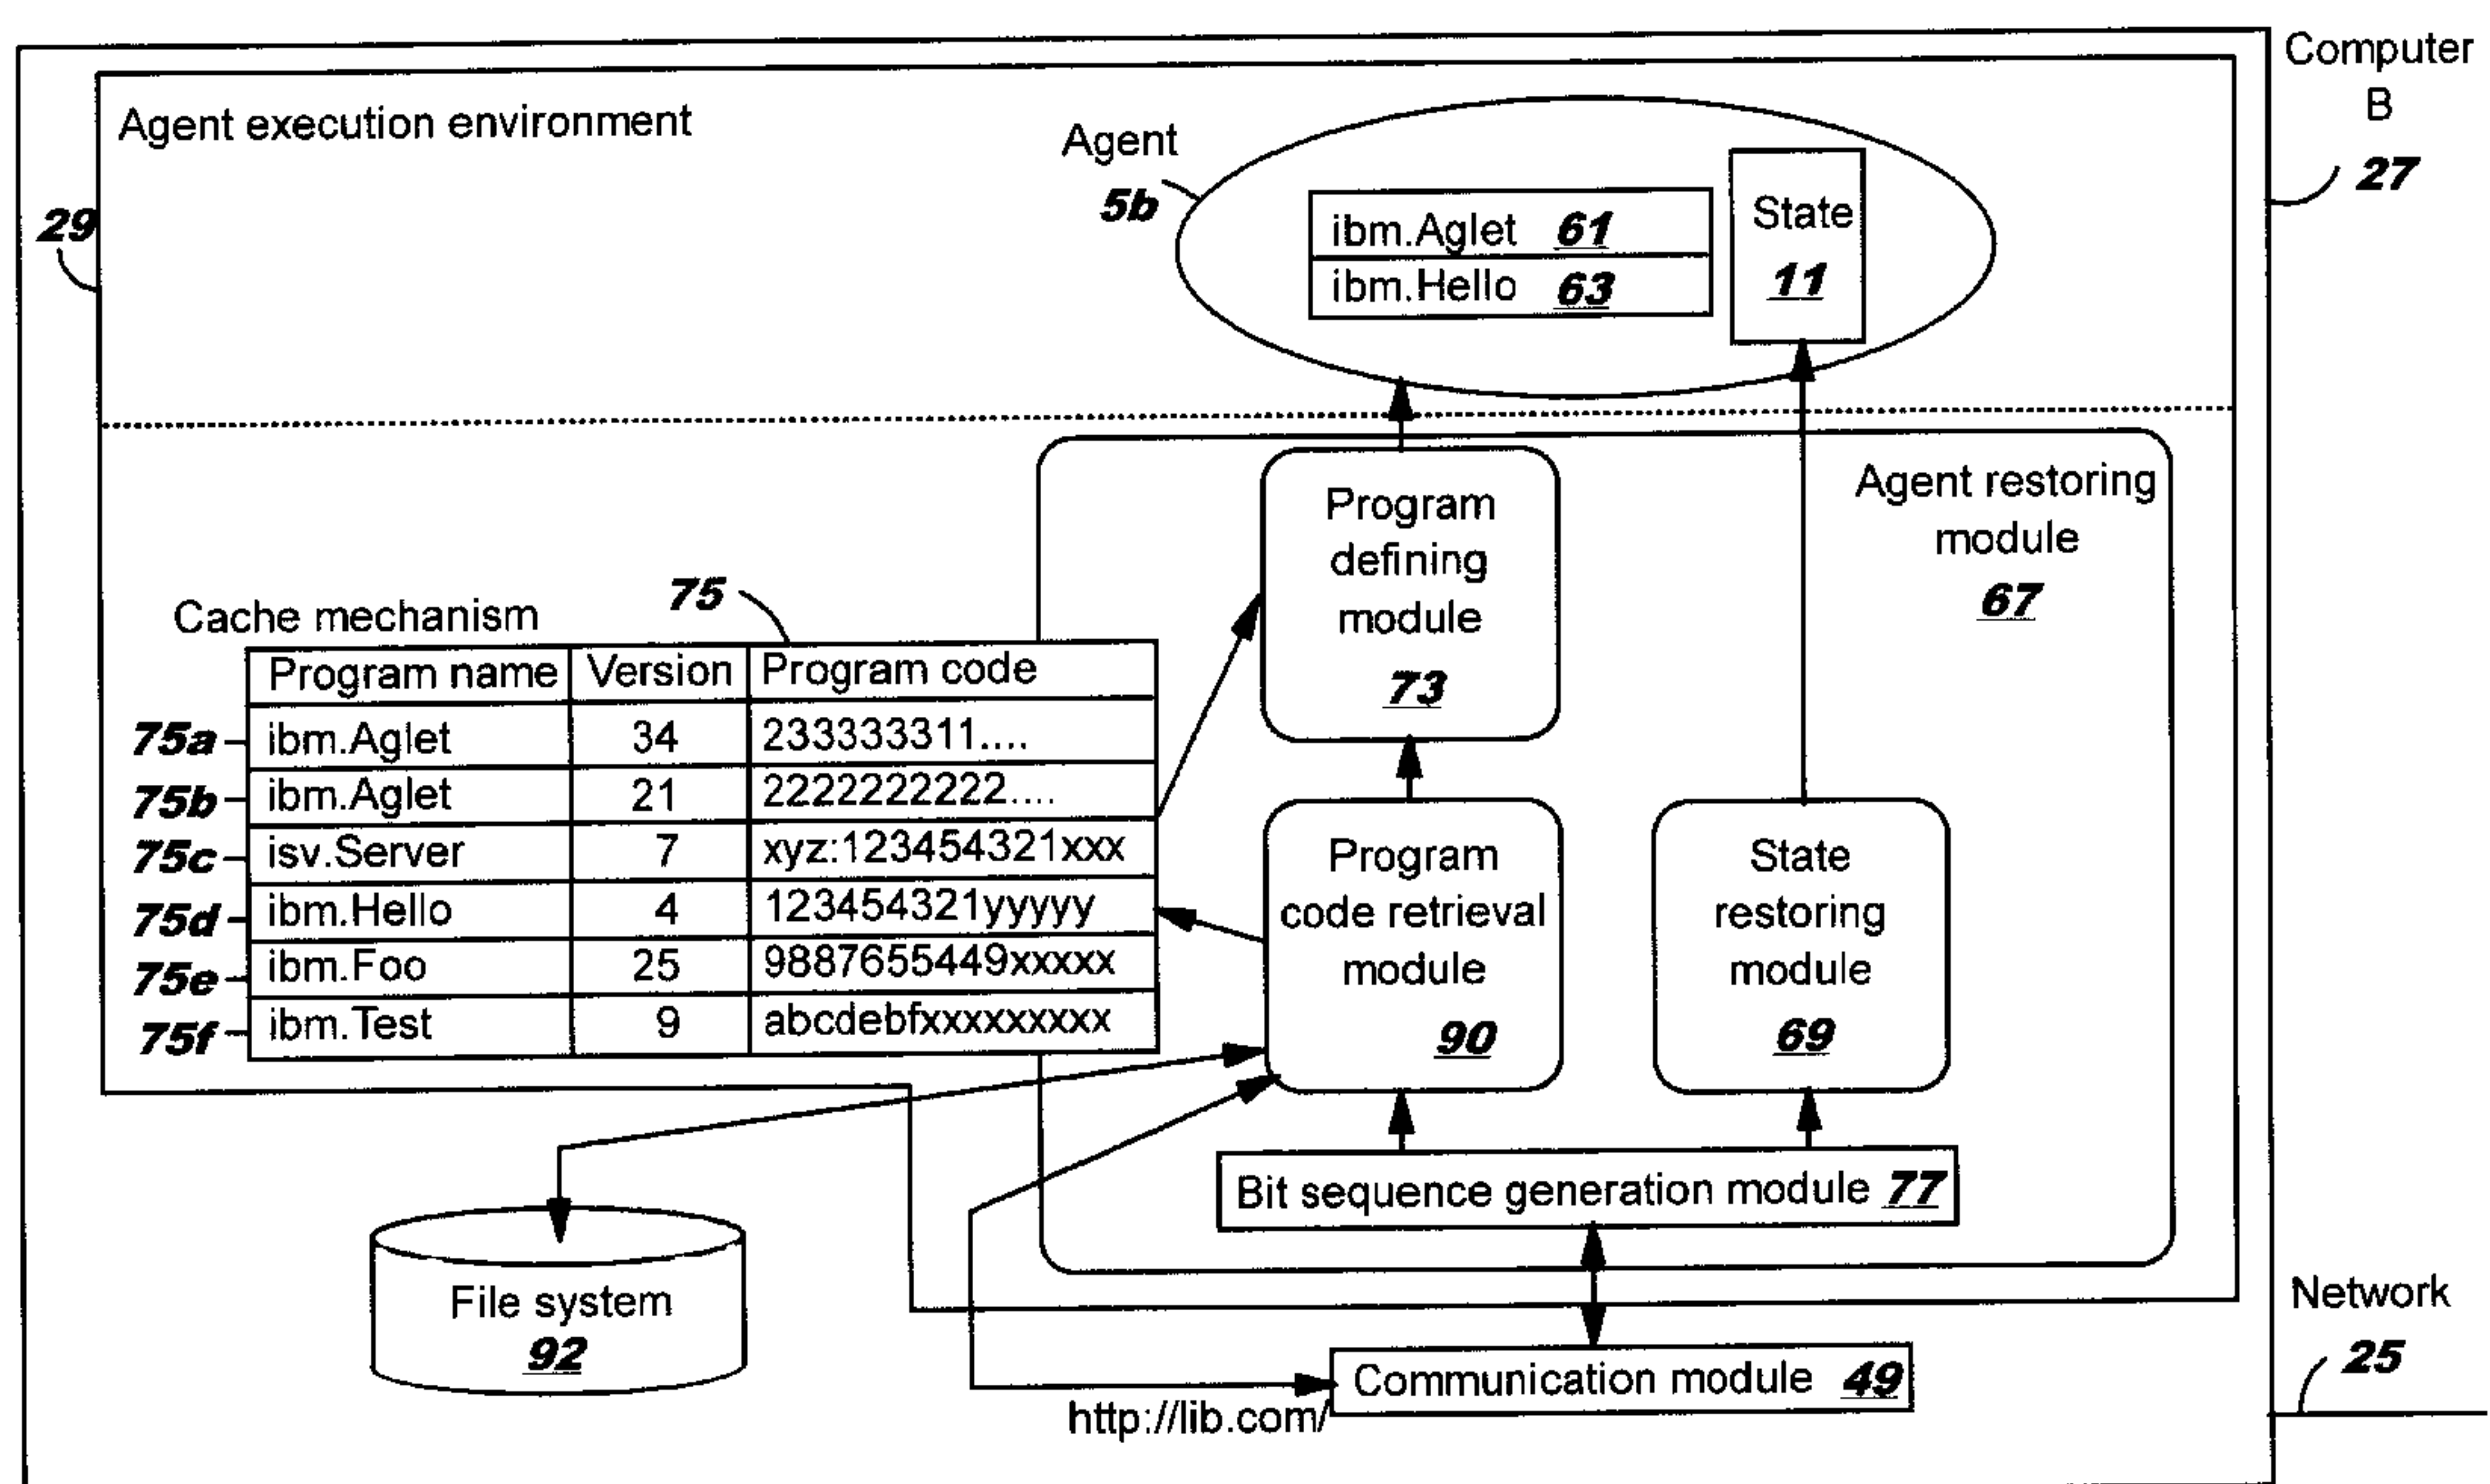 Computer
B
27
Agent execution environment
29
Agent
5b
ibm.Aglet 61
ibm.Hello 63
State
11
Program
defining
module
73
Agent restoring
module
67
Cache mechanism
75
Program name Version Program code
75a ibm.Aglet 34 233333311....
75b ibm.Aglet 21 2222222222....
75c isv.Server 7 xyz:123454321xxx
75d ibm.Hello 4 123454321yyyyy
75e ibm.Foo 25 9887655449xxxxx
75f ibm.Test 9 abcdebfxxxxxxxxx
Program
code retrieval
module
90
State
restoring
module
69
Bit sequence generation module 77
File system
92
Communication module 49
http://lib.com/
Network
25